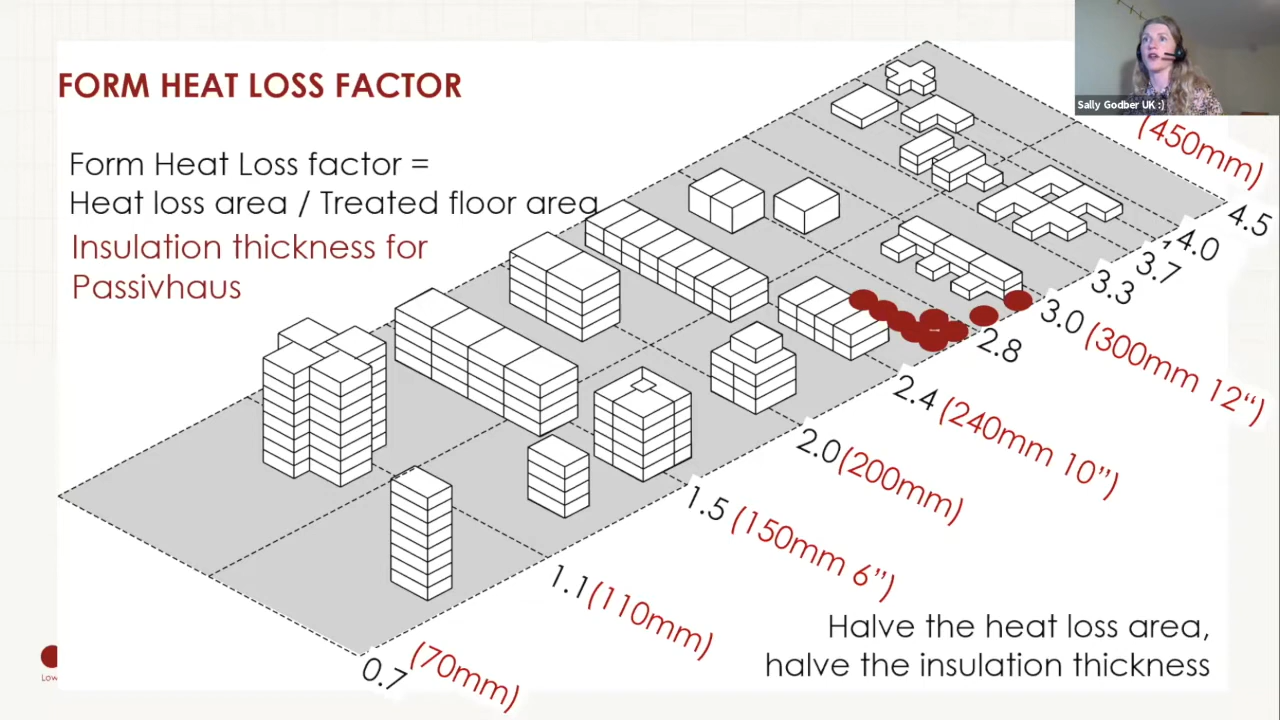 FORM HEAT LOSS FACTOR
Form Heat Loss factor =
Heat loss area / Treated floor area
Insulation thickness for
Passivhaus
Sally Godber UK :)
(450mm)
4.5
4.0
3.7
3.3
3.0 (300mm 12“)
2.8
2.4 (240mm 10”)
2.0(200mm)
1.5 (150mm 6”)
1.1(110mm)
0.7 (70mm)
Halve the heat loss area,
halve the insulation thickness
Low